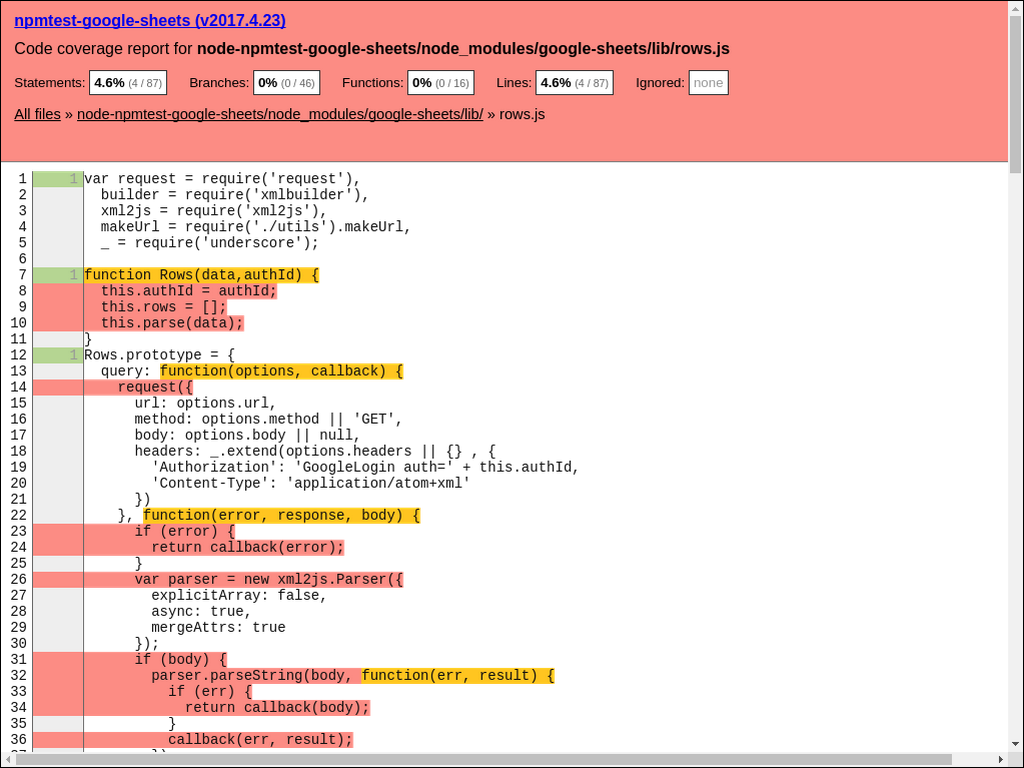 npmtest-google-sheets (v2017.4.23)
Code coverage report for node-npmtest-google-sheets/node_modules/google-sheets/lib/rows.js
Statements: 4.6% (4 / 87) Branches: 0% (0 / 46) Functions: 0% (0 / 16) Lines: 4.6% (4 / 87) Ignored: none
All files » node-npmtest-google-sheets/node_modules/google-sheets/lib/ » rows.js
1 1 var request = require('request'),
2 builder = require('xmlbuilder'),
3 xml2js = require('xml2js'),
4 makeUrl = require('./utils').makeUrl,
5 _ = require('underscore');
6
7 1 function Rows(data,authId) {
8 this.authId = authId;
9 this.rows = [];
10 this.parse(data);
11 }
12 1 Rows.prototype = {
13 query: function(options, callback) {
14 request({
15 url: options.url,
16 method: options.method || 'GET',
17 body: options.body || null,
18 headers: _.extend(options.headers || {} , {
19 'Authorization': 'GoogleLogin auth=' + this.authId,
20 'Content-Type': 'application/atom+xml'
21 })
22 }, function(error, response, body) {
23 if (error) {
24 return callback(error);
25 }
26 var parser = new xml2js.Parser({
27 explicitArray: false,
28 async: true,
29 mergeAttrs: true
30 });
31 if (body) {
32 parser.parseString(body, function(err, result) {
33 if (err) {
34 return callback(body);
35 }
36 callback(err, result);